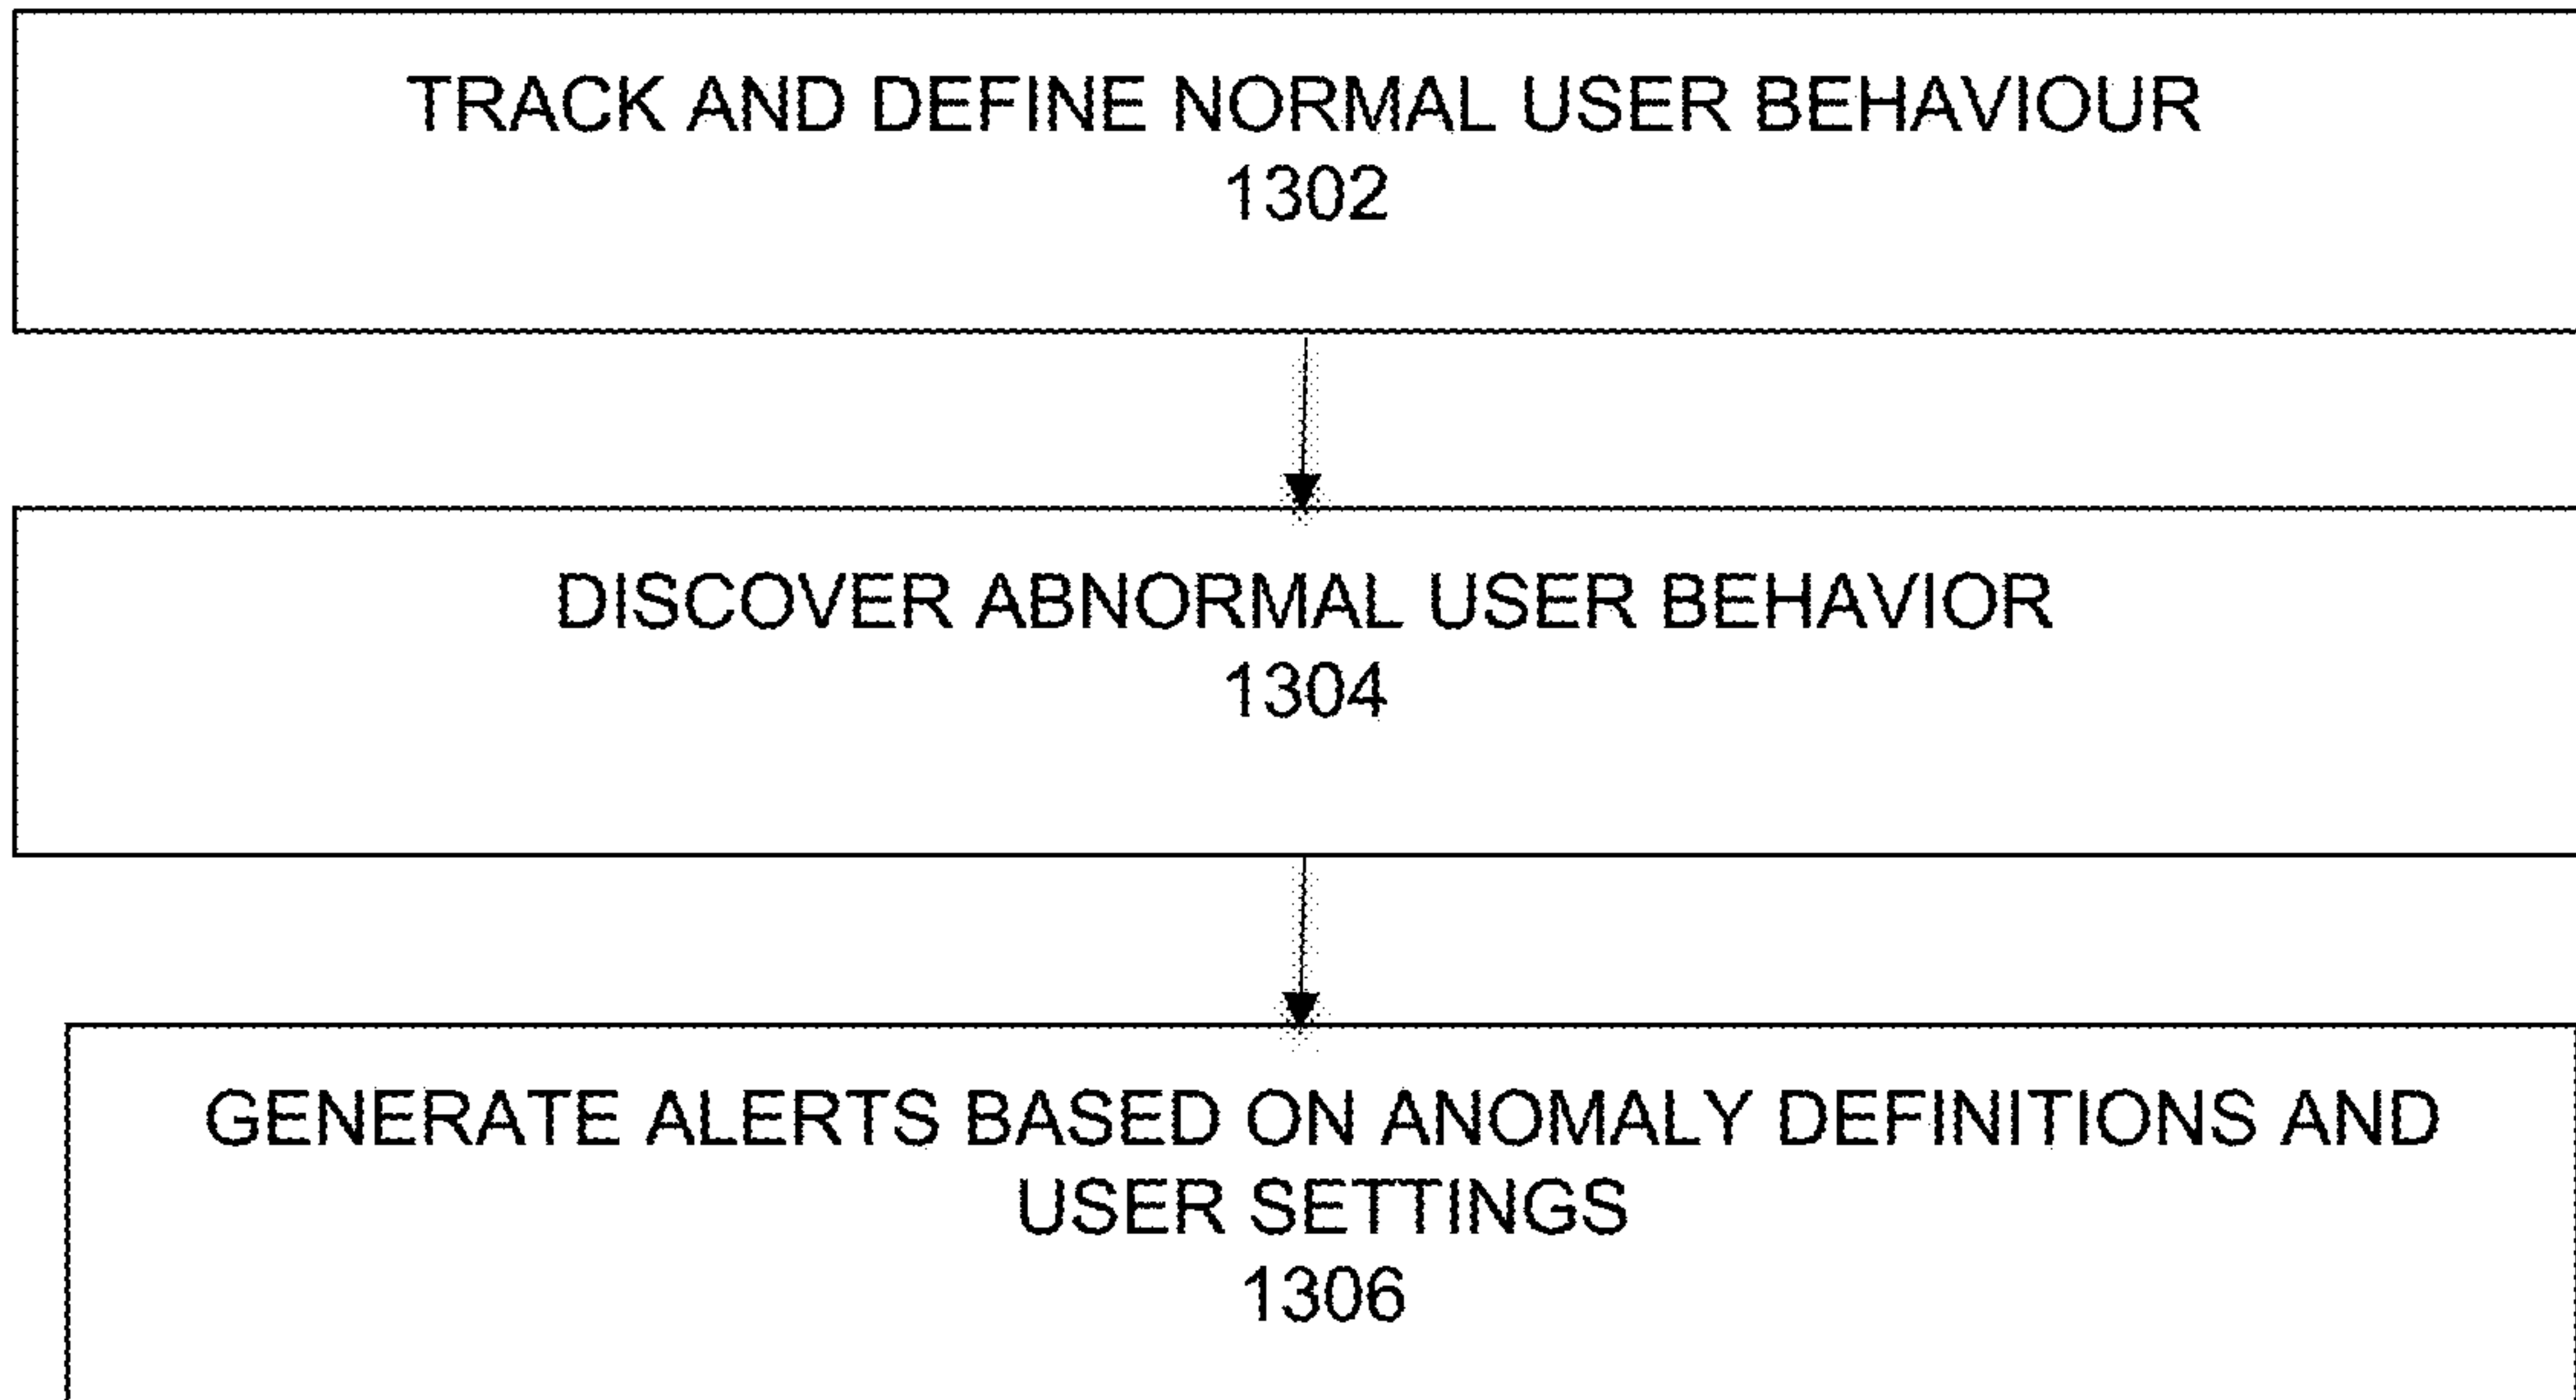 TRACK AND DEFINE NORMAL USER BEHAVIOUR
1302
DISCOVER ABNORMAL USER BEHAVIOR
1304
GENERATE ALERTS BASED ON ANOMALY DEFINITIONS AND
USER SETTINGS
1306